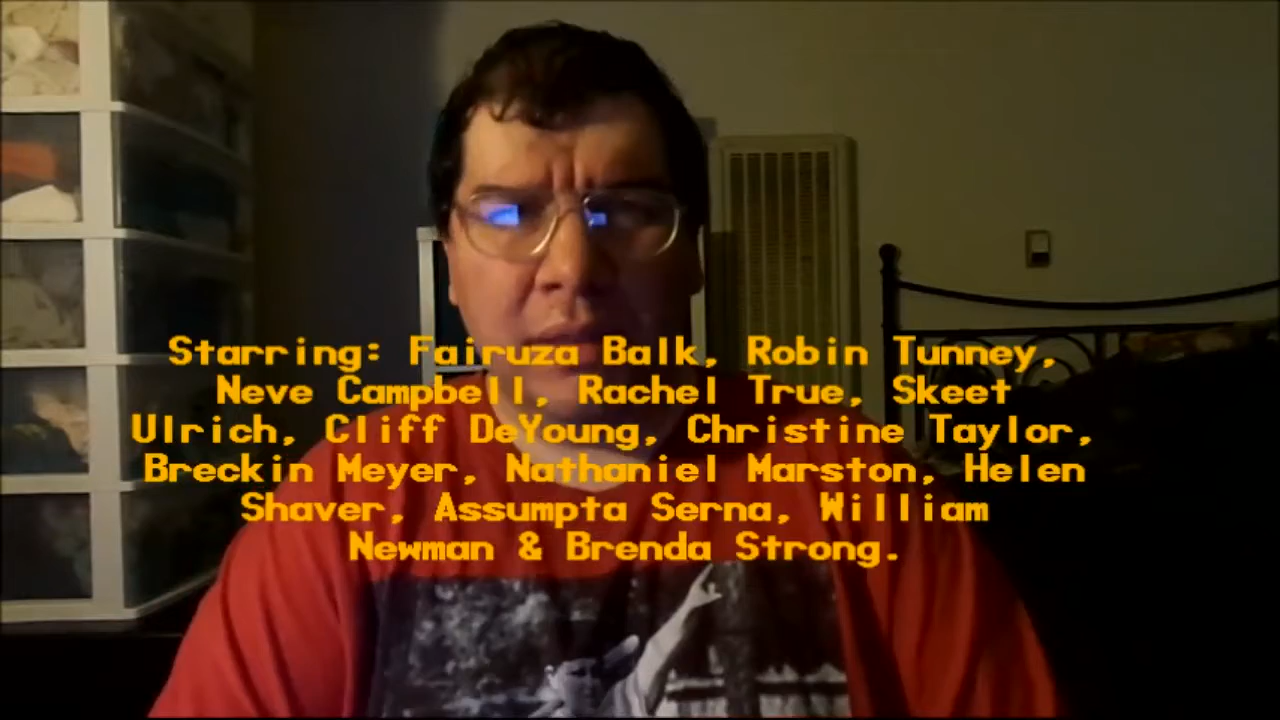 Starring: Fairuza Balk, Robin Tunney,
Neve Campbell, Rachel True, Skeet
Ulrich, Cliff DeYoung, Christine Taylor,
Breckin Meyer, Nathaniel Marston, Helen
Shaver, Assumpta Serna, William
Newman & Brenda Strong.